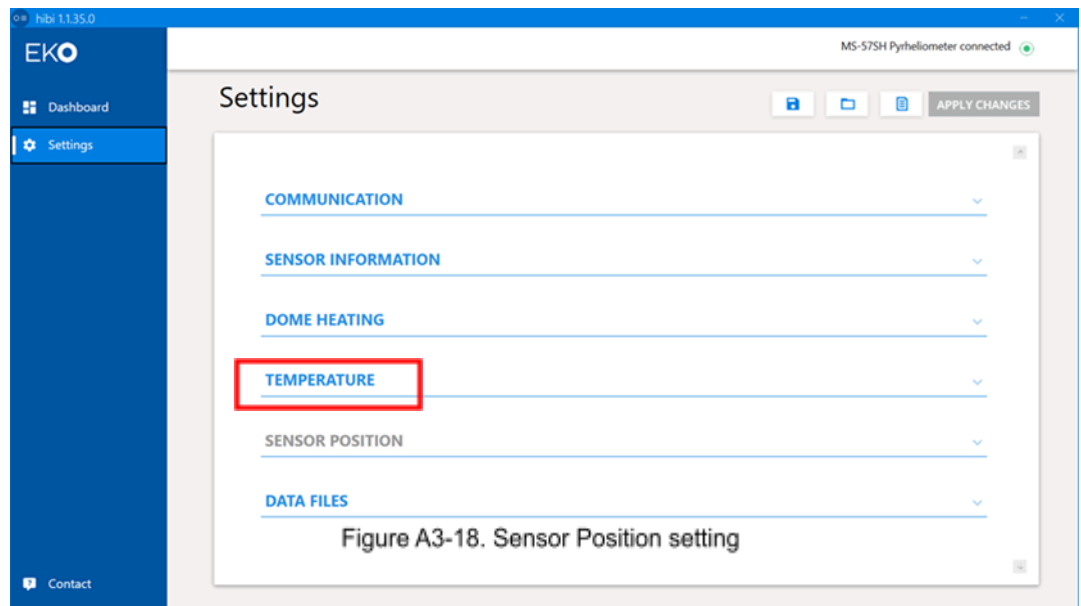 hibi 1.1.35.0
EKO
MS-57SH Pyrheliometer connected
Dashboard
Settings
Settings
APPLY CHANGES
COMMUNICATION
SENSOR INFORMATION
DOME HEATING
TEMPERATURE
SENSOR POSITION
DATA FILES
Figure A3-18. Sensor Position setting
Contact